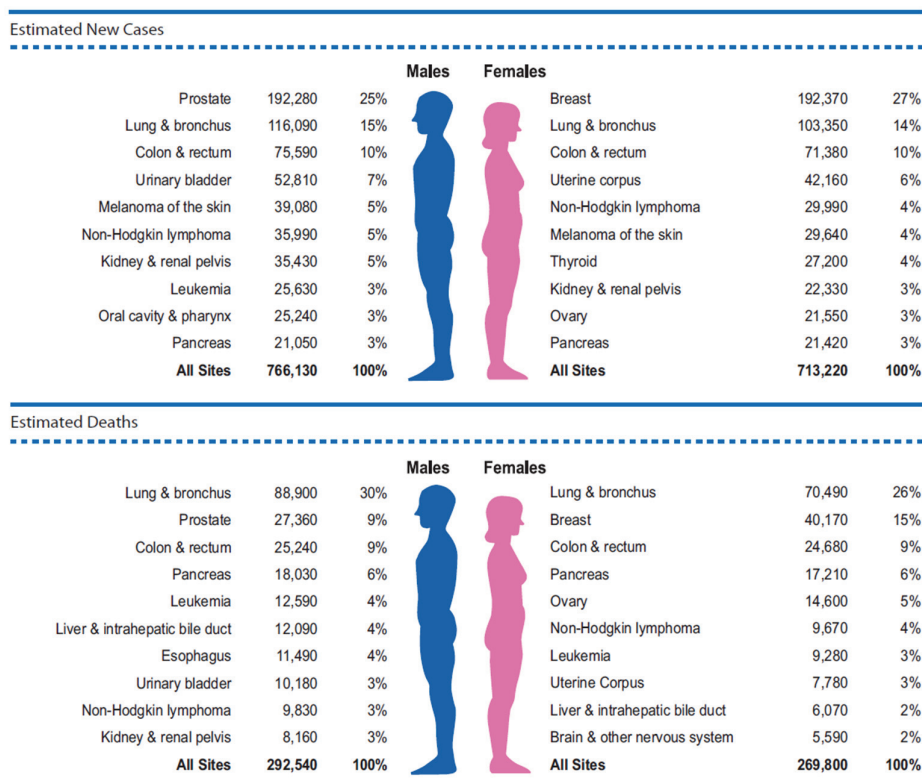 Estimated New Cases
Males Females
Prostate 192,280 25% Breast 192,370 27%
Lung & bronchus 116,090 15% Lung & bronchus 103,350 14%
Colon & rectum 75,590 10% Colon & rectum 71,380 10%
Urinary bladder 52,810 7% Uterine corpus 42,160 6%
Melanoma of the skin 39,080 5% Non-Hodgkin lymphoma 29,990 4%
Non-Hodgkin lymphoma 35,990 5% Melanoma of the skin 29,640 4%
Kidney & renal pelvis 35,430 5% Thyroid 27,200 4%
Leukemia 25,630 3% Kidney & renal pelvis 22,330 3%
Oral cavity & pharynx 25,240 3% Ovary 21,550 3%
Pancreas 21,050 3% Pancreas 21,420 3%
All Sites 766,130 100% All Sites 713,220 100%
Estimated Deaths
Males Females
Lung & bronchus 88,900 30% Lung & bronchus 70,490 26%
Prostate 27,360 9% Breast 40,170 15%
Colon & rectum 25,240 9% Colon & rectum 24,680 9%
Pancreas 18,030 6% Pancreas 17,210 6%
Leukemia 12,590 4% Ovary 14,600 5%
Liver & intrahepatic bile duct 12,090 4% Non-Hodgkin lymphoma 9,670 4%
Esophagus 11,490 4% Leukemia 9,280 3%
Urinary bladder 10,180 3% Uterine Corpus 7,780 3%
Non-Hodgkin lymphoma 9,830 3% Liver & intrahepatic bile duct 6,070 2%
Kidney & renal pelvis 8,160 3% Brain & other nervous system 5,590 2%
All Sites 292,540 100% All Sites 269,800 100%